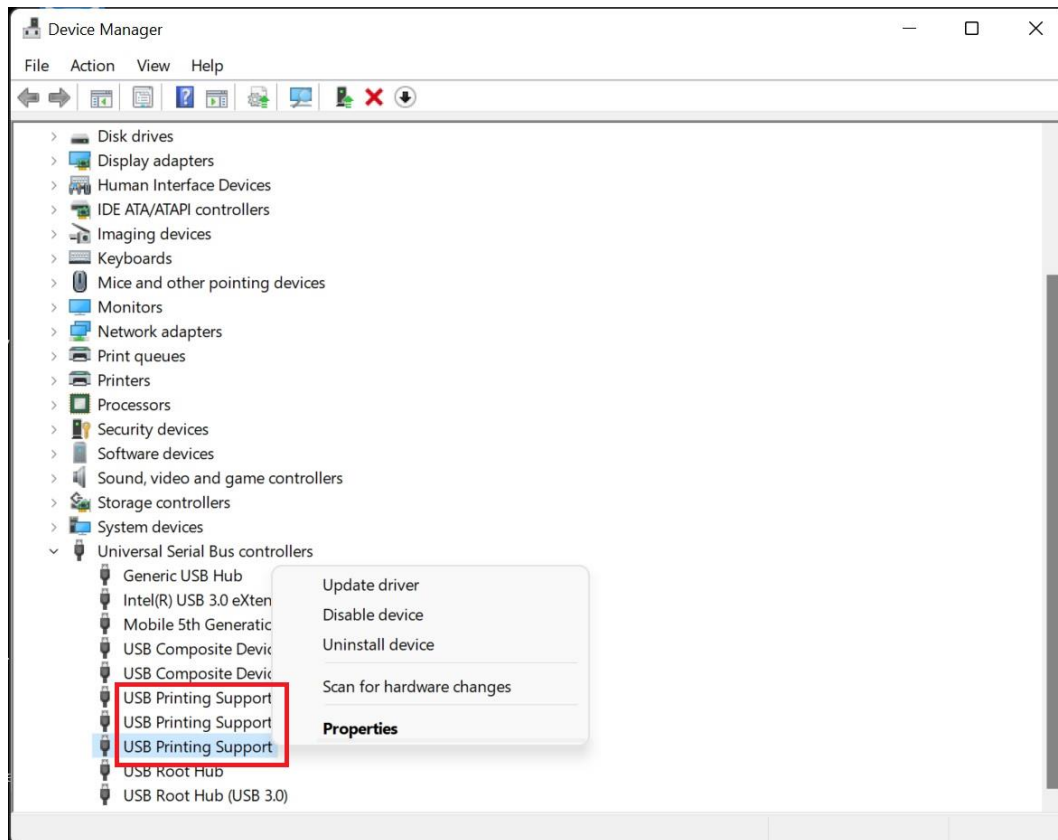 Device Manager
File Action View Help
Disk drives
Display adapters
Human Interface Devices
IDE ATA/ATAPI controllers
Imaging devices
Keyboards
Mice and other pointing devices
Monitors
Network adapters
Print queues
Printers
Processors
Security devices
Software devices
Sound, video and game controllers
Storage controllers
System devices
Universal Serial Bus controllers
Generic USB Hub
Intel(R) USB 3.0 eXten
Mobile 5th Generatic
USB Composite Devic
USB Composite Devic
USB Printing Support
USB Printing Support
USB Printing Support
USB Root Hub
USB Root Hub (USB 3.0)
Update driver
Disable device
Uninstall device
Scan for hardware changes
Properties